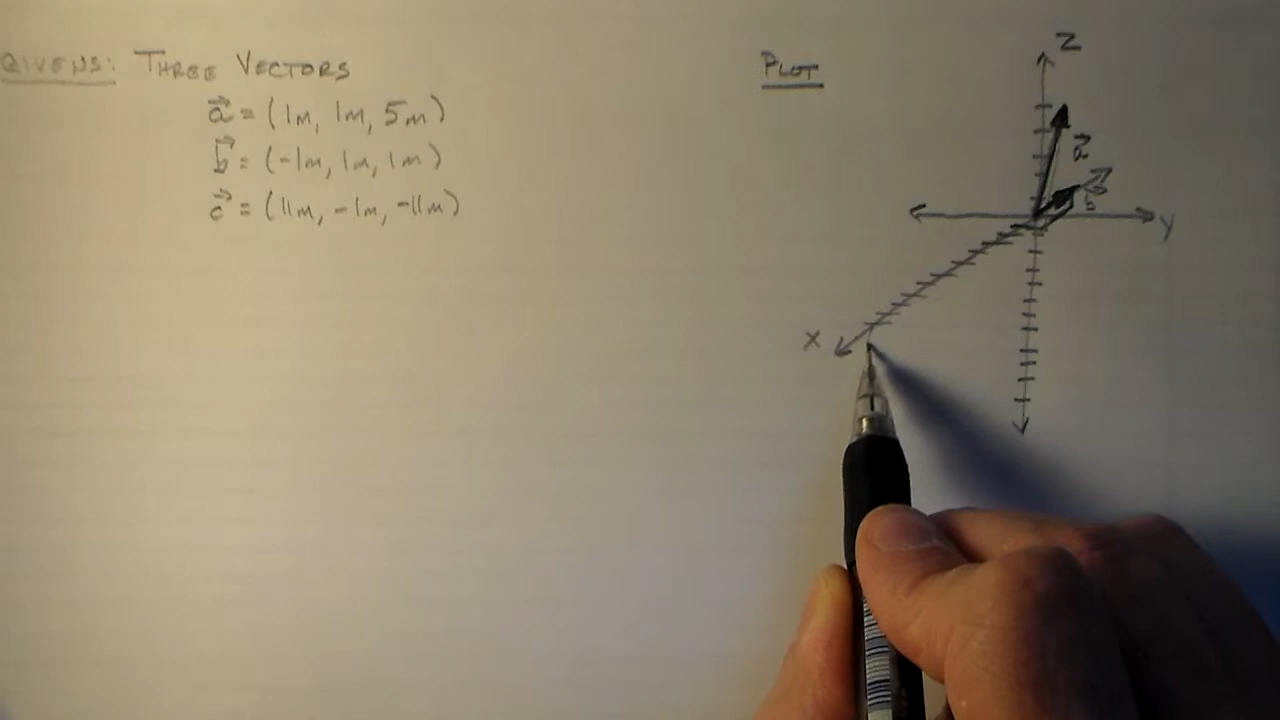 GIVENS: THREE VECTORS
a⃗ = (1m, 1m, 5m)
b⃗ = (-1m, 1m, 1m)
c⃗ = (11m, -1m, -11m)
PLOT
Z
a⃗
b⃗
Y
X